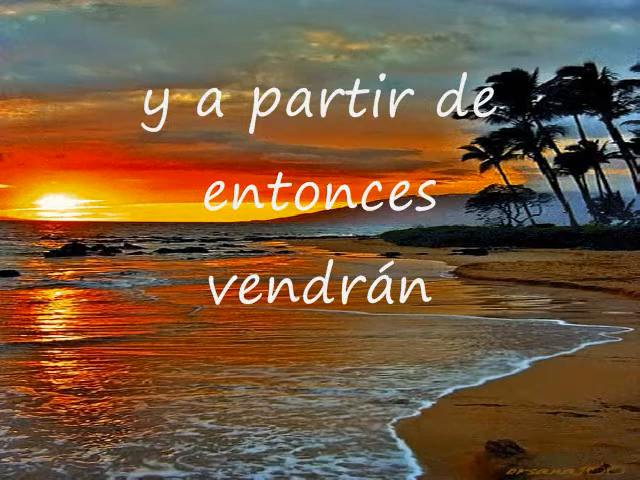 y a partir de
entonces
vendrán